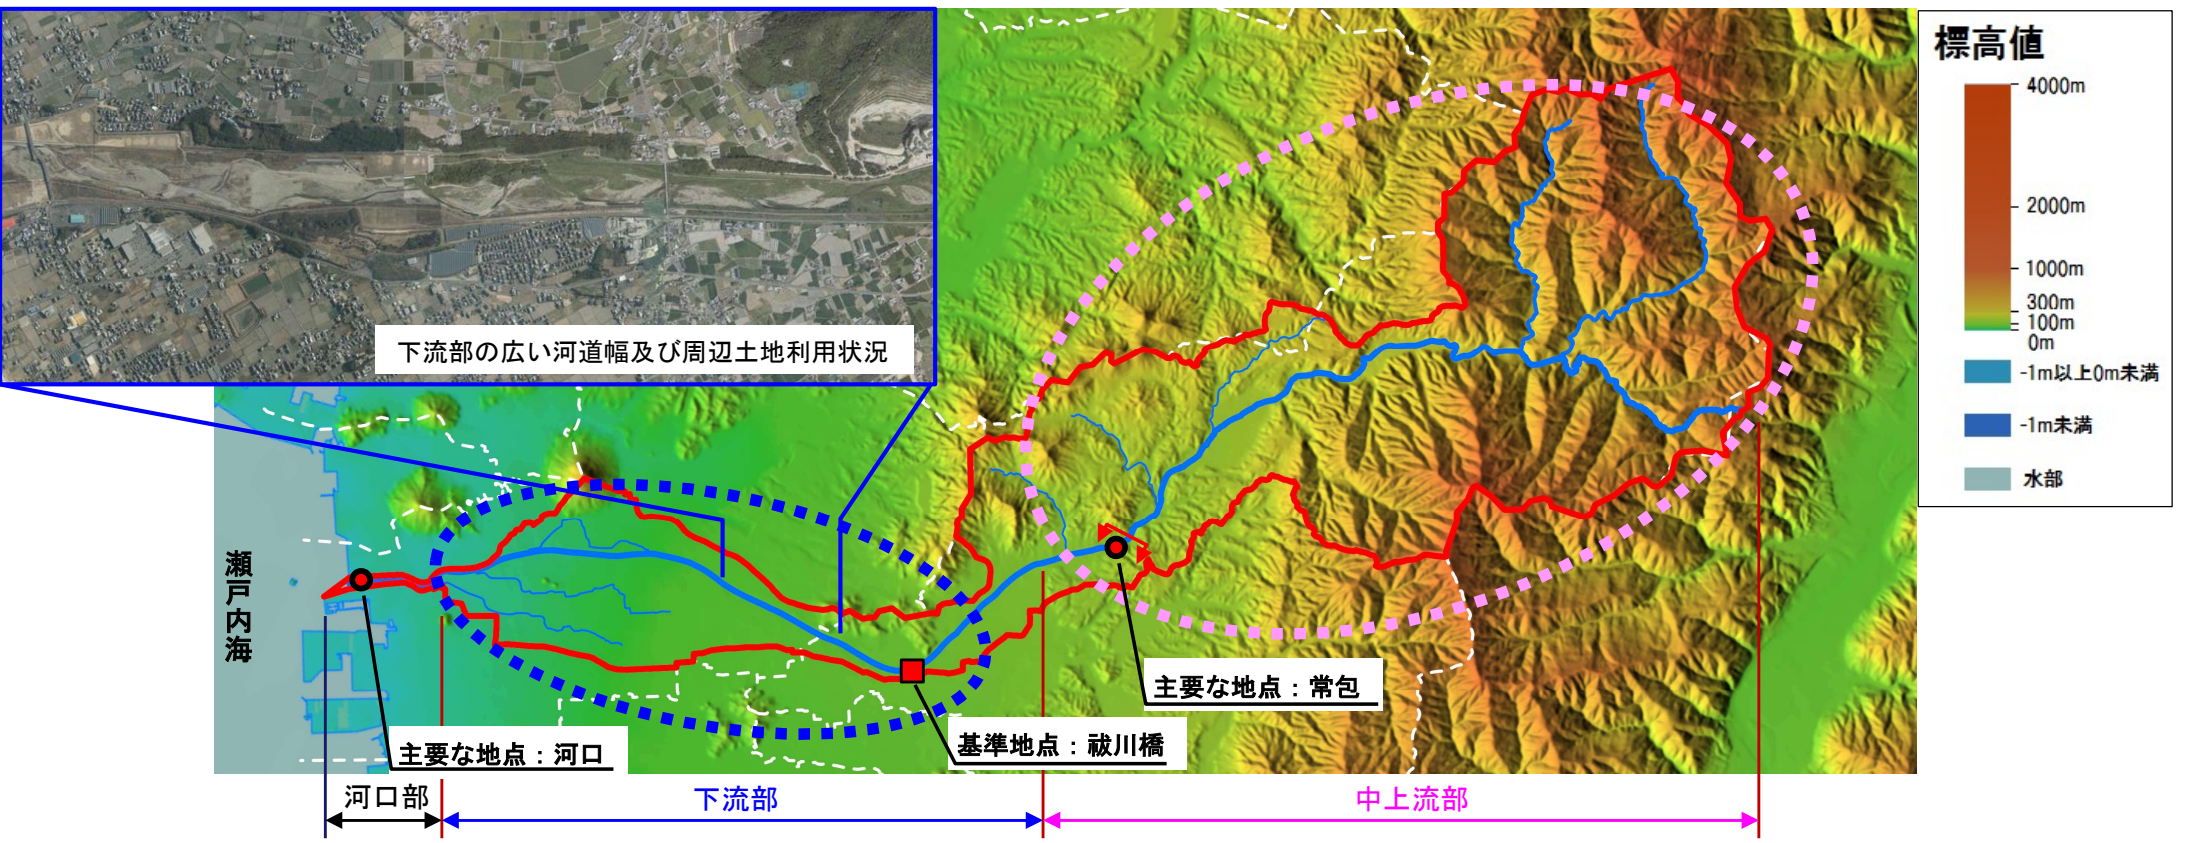 下流部の広い河道幅及び周辺土地利用状況
標高値
4000m
2000m
1000m
300m
100m
0m
-1m以上0m未満
-1m未満
水部
瀬戸内海
主要な地点：常包
基準地点：祓川橋
主要な地点：河口
河口部
下流部
中上流部